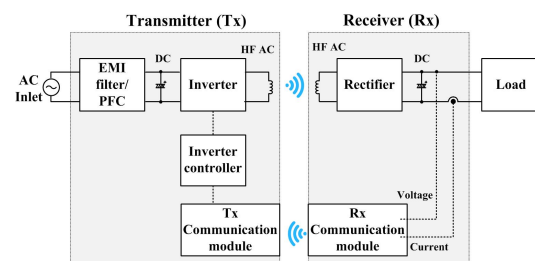 Transmitter (Tx)
Receiver (Rx)
AC
Inlet
EMI
filter/
PFC
DC
Inverter
HF AC
HF AC
Rectifier
DC
Load
Inverter
controller
Voltage
Tx
Communication
module
Rx
Communication
module
Current